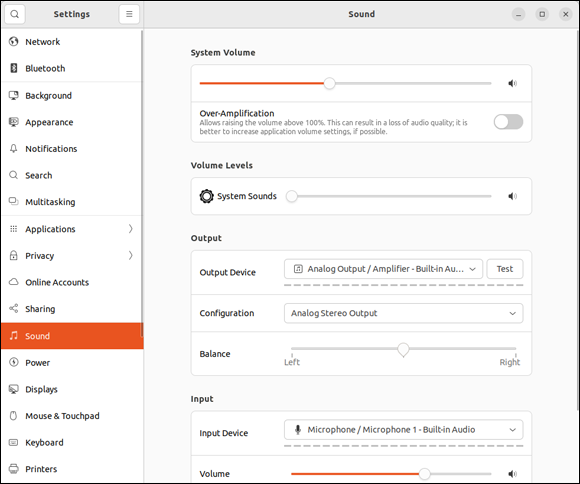 Settings
Sound
Network
Bluetooth
Background
Appearance
Notifications
Search
Multitasking
Applications
Privacy
Online Accounts
Sharing
Sound
Power
Displays
Mouse & Touchpad
Keyboard
Printers
System Volume
Over-Amplification
Allows raising the volume above 100%. This can result in a loss of audio quality; it is
better to increase application volume settings, if possible.
Volume Levels
System Sounds
Output
Output Device
Analog Output / Amplifier - Built-in Au...
Test
Configuration
Analog Stereo Output
Balance
Left
Right
Input
Input Device
Microphone / Microphone 1 - Built-in Audio
Volume